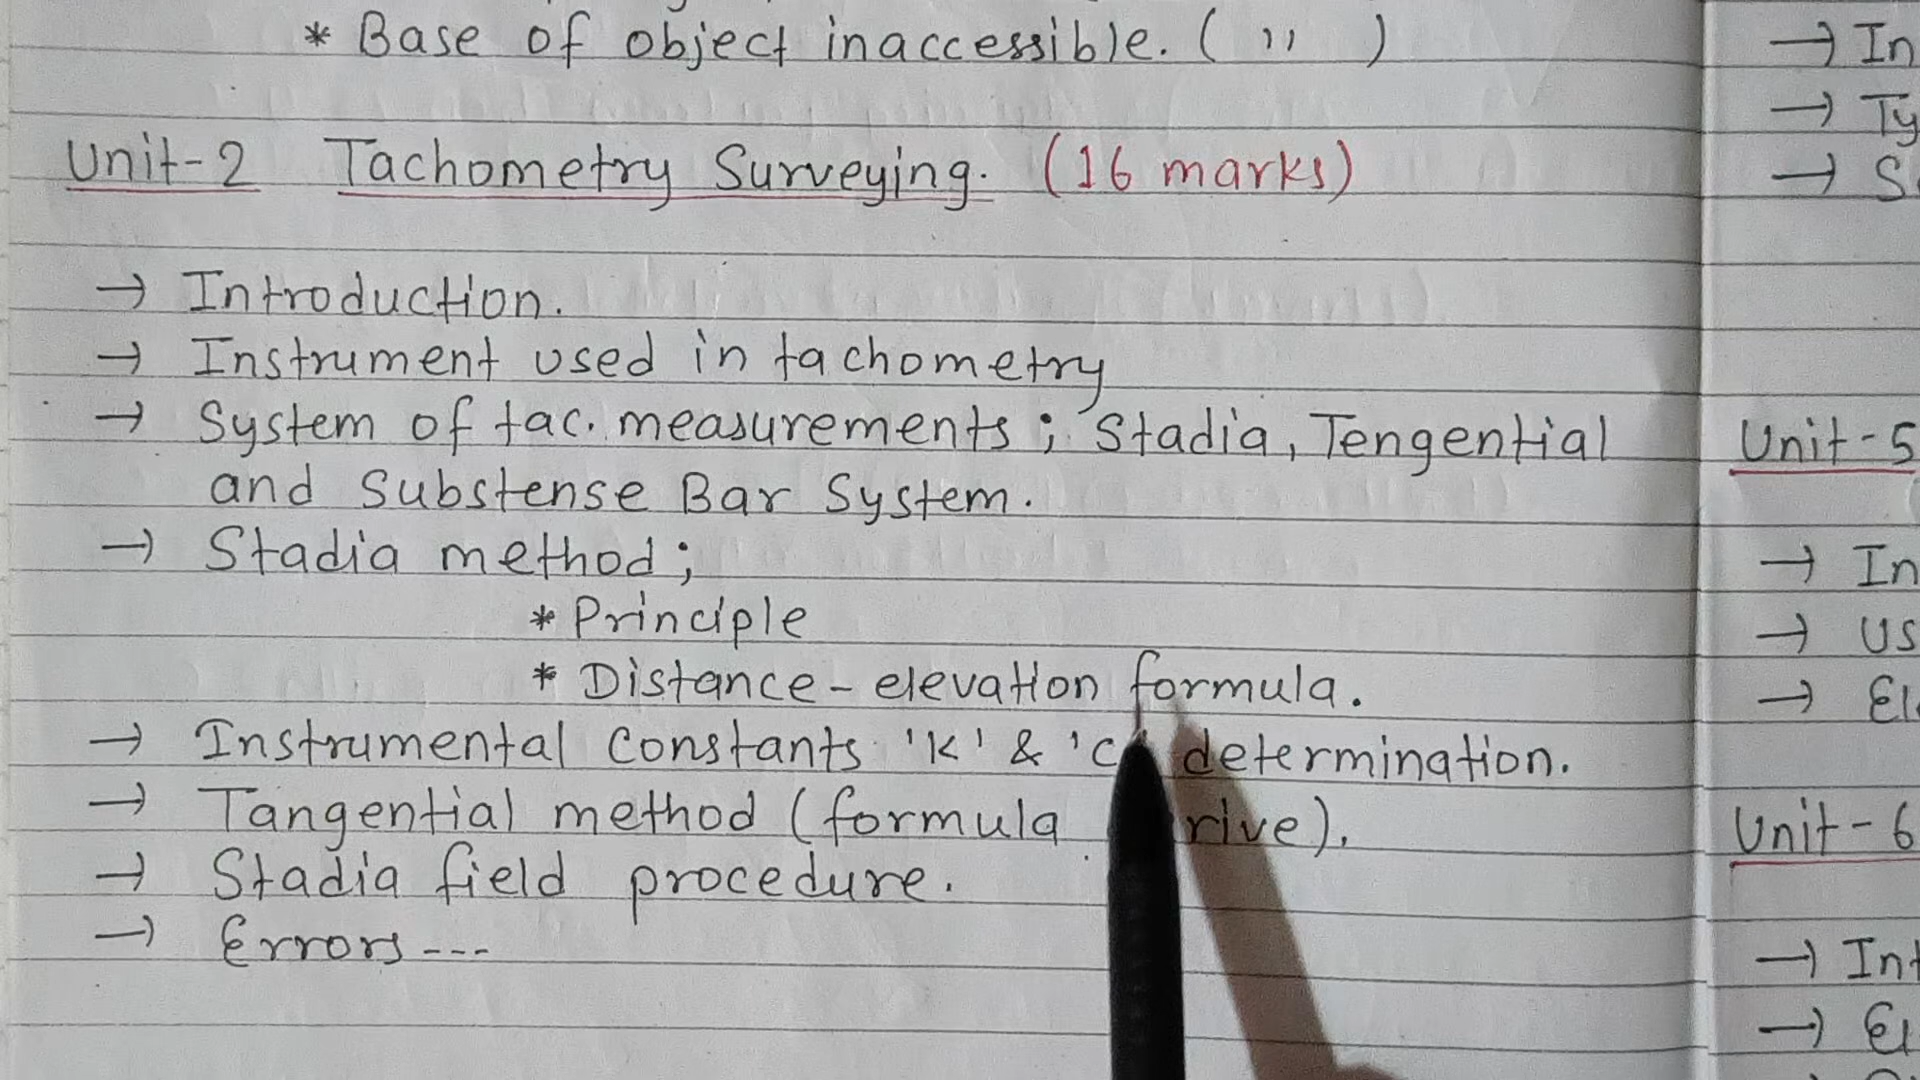 * Base of object inaccessible. ( ,, )
Unit-2 Tachometry Surveying. (16 marks)
→ Introduction.
→ Instrument used in tachometry
→ System of tac. measurements; Stadia, Tengential
and Substense Bar System.
→ Stadia method;
* Principle
* Distance-elevation formula.
→ Instrumental Constants 'K' & 'C' determination.
→ Tangential method (formula rive).
→ Stadia field procedure.
→ Errors ---
→ In
→ Ty
→ S
Unit-5
→ In
→ US
→ El
Unit-6
→ Int
→ El